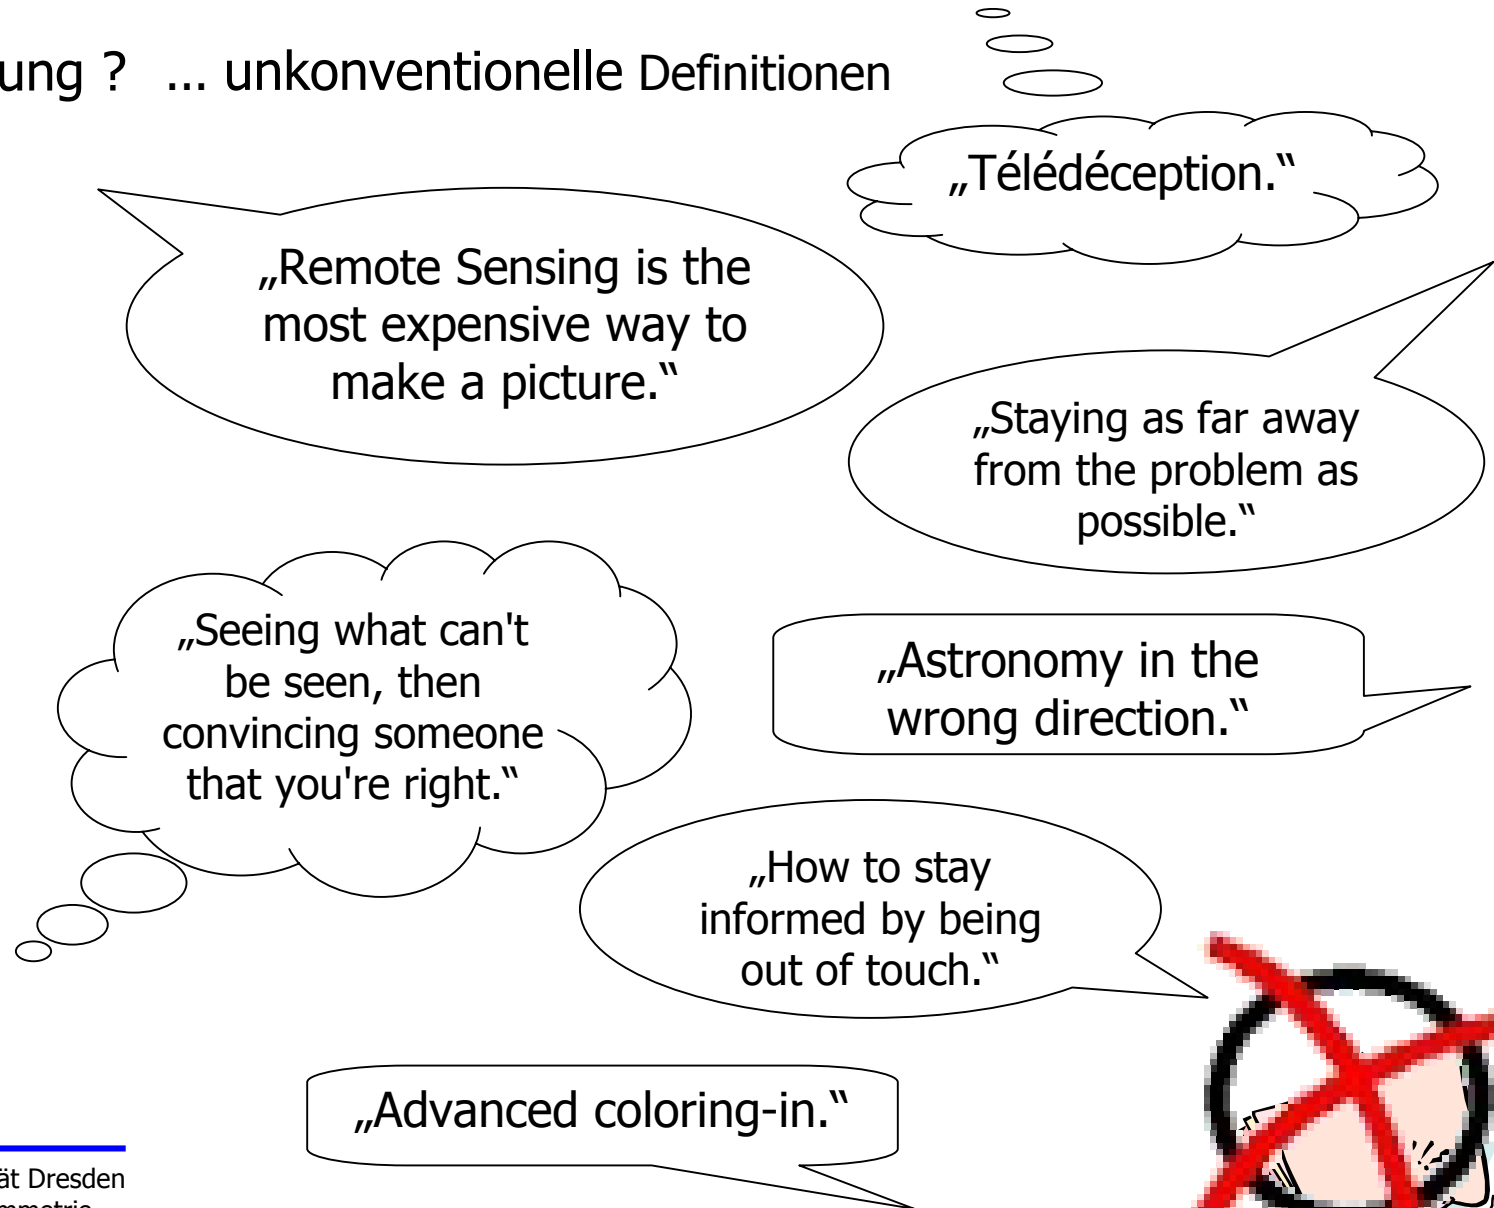 ung ? ... unkonventionelle Definitionen
„Télédéception.“
„Remote Sensing is the
most expensive way to
make a picture.“
„Staying as far away
from the problem as
possible.“
„Seeing what can't
be seen, then
convincing someone
that you're right.“
„Astronomy in the
wrong direction.“
„How to stay
informed by being
out of touch.“
„Advanced coloring-in.“
ät Dresden